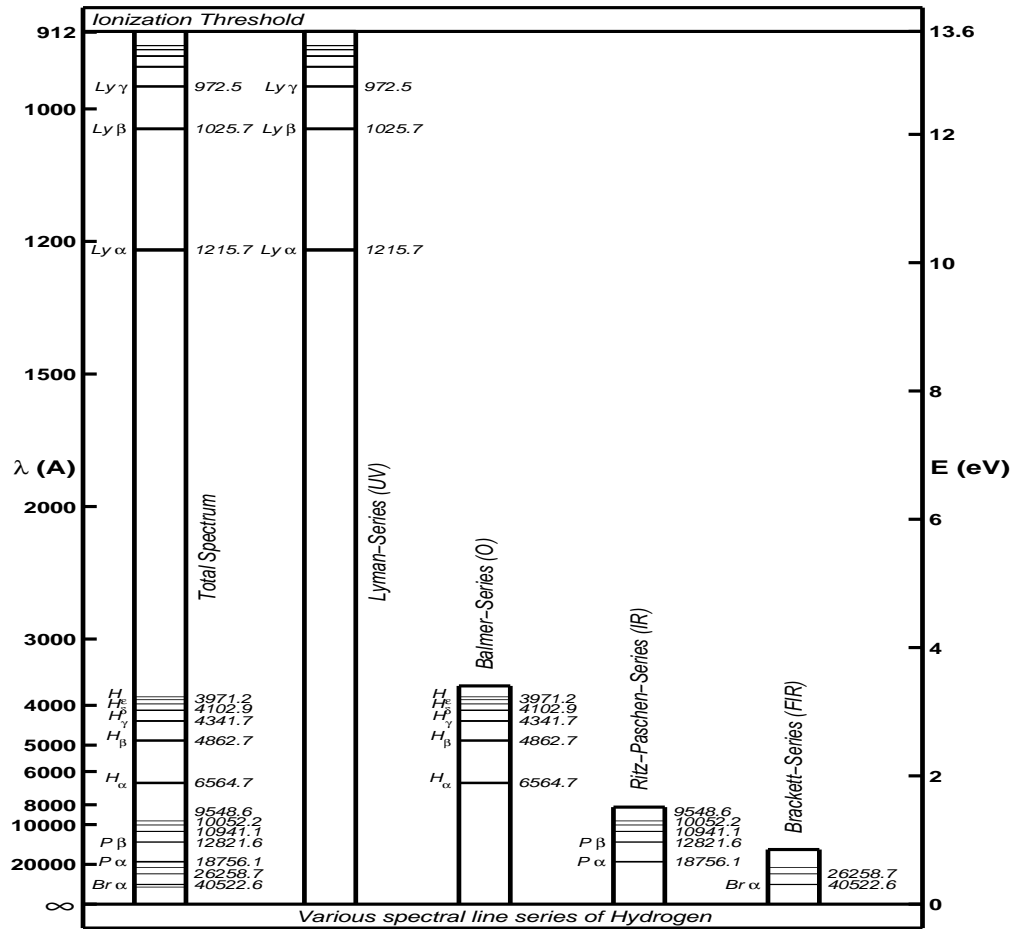 Ionization Threshold
912
13.6
Ly γ 972.5 Ly γ 972.5
1000
Ly β 1025.7 Ly β 1025.7
12
1200
Ly α 1215.7 Ly α 1215.7
10
1500
8
λ (A)
E (eV)
2000
6
Total Spectrum
Lyman-Series (UV)
Balmer-Series (O)
Ritz-Paschen-Series (IR)
Brackett-Series (FIR)
3000
4
H H
Hε 3971.2 Hε 3971.2
4000
Hδ 4102.9 Hδ 4102.9
Hγ 4341.7 Hγ 4341.7
Hβ 4862.7 Hβ 4862.7
5000
6000
2
Hα 6564.7 Hα 6564.7
8000
9548.6 9548.6
10000
10052.2 10052.2
10941.1 10941.1
P β 12821.6 P β 12821.6
P α 18756.1 P α 18756.1
20000
26258.7 26258.7
Br α 40522.6 Br α 40522.6
∞
0
Various spectral line series of Hydrogen